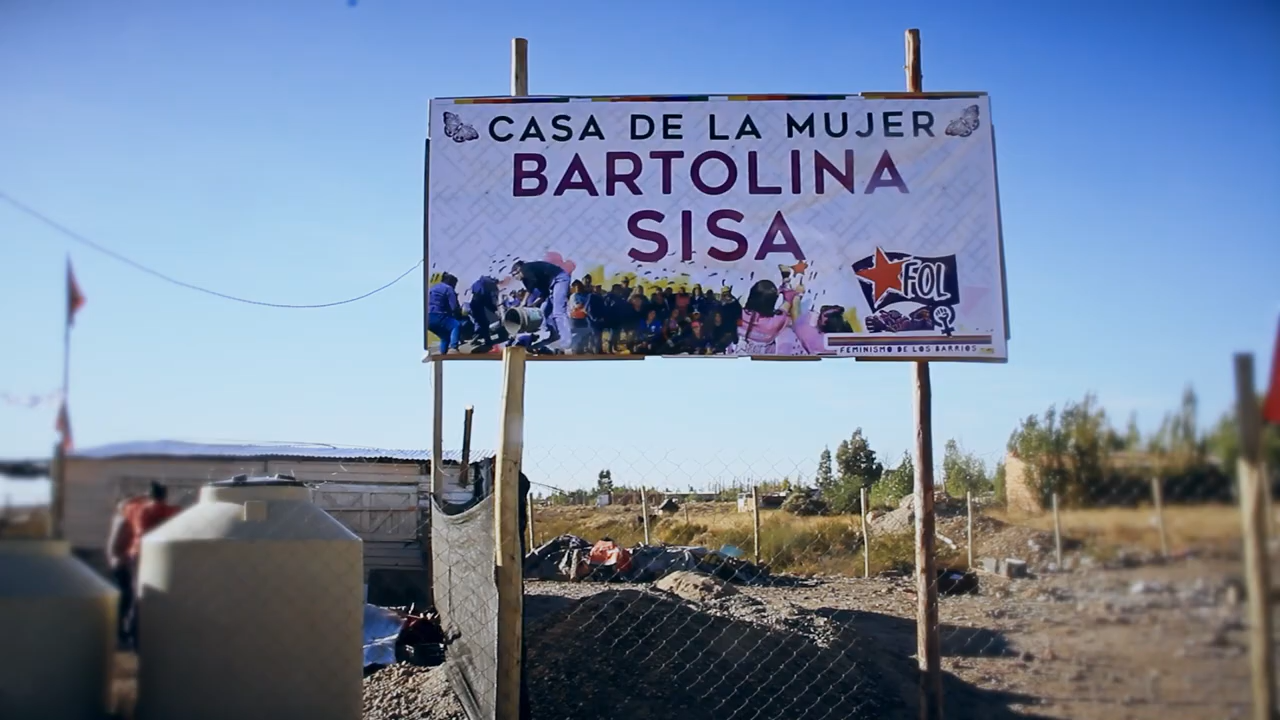 CASA DE LA MUJER
BARTOLINA
SISA
FOL
FEMINISMO DE LOS BARRIOS